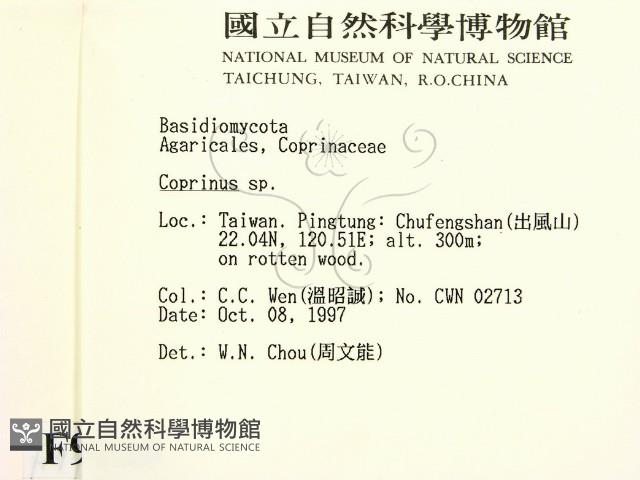 國立自然科學博物館
NATIONAL MUSEUM OF NATURAL SCIENCE
TAICHUNG, TAIWAN, R.O.CHINA
Basidiomycota
Agaricales, Coprinaceae
Coprinus sp.
Loc.: Taiwan. Pingtung: Chufengshan(出風山)
22.04N, 120.51E; alt. 300m;
on rotten wood.
Col.: C.C. Wen(溫昭誠); No. CWN 02713
Date: Oct. 08, 1997
Det.: W.N. Chou(周文能)
國立自然科學博物館
NATIONAL MUSEUM OF NATURAL SCIENCE